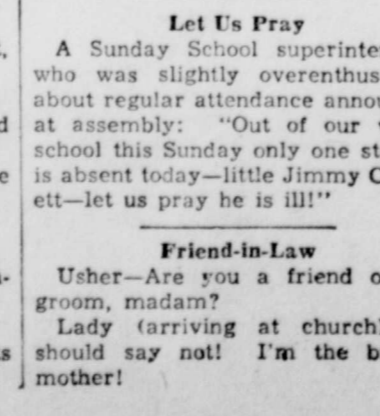 Let Us Pray
A Sunday School superinte
who was slightly overenthus
about regular attendance annou
at assembly: "Out of our
school this Sunday only one st
is absent today—little Jimmy C
ett—let us pray he is ill!"
Friend-in-Law
Usher—Are you a friend o
groom, madam?
Lady (arriving at church)
should say not! I'm the b
mother!